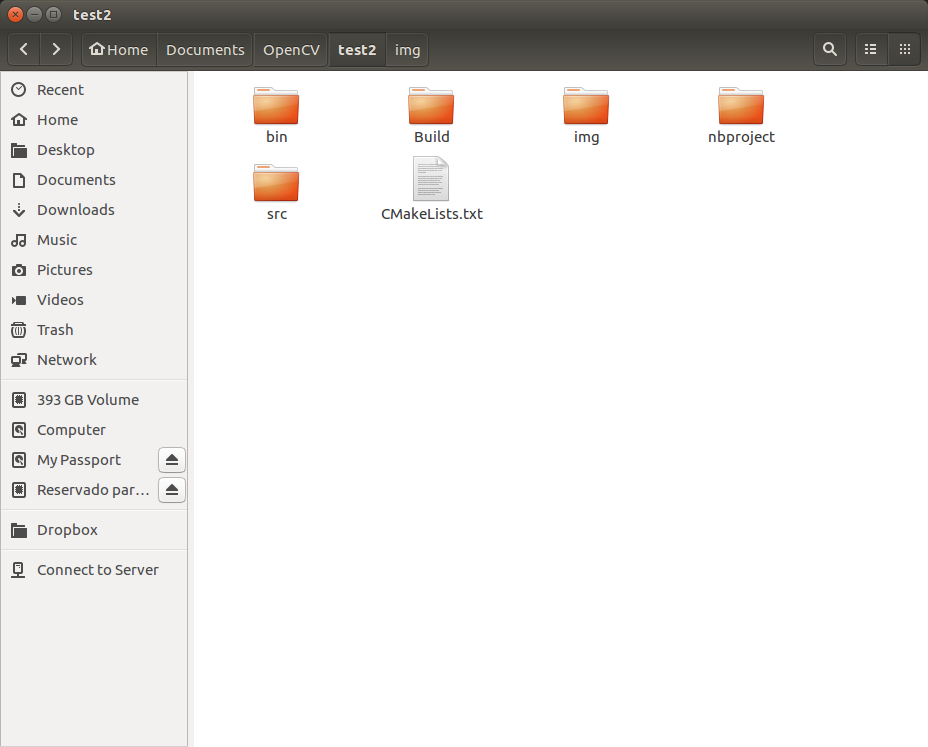 test2
Home Documents OpenCV test2 img
Recent
Home
Desktop
Documents
Downloads
Music
Pictures
Videos
Trash
Network
393 GB Volume
Computer
My Passport
Reservado par...
Dropbox
Connect to Server
bin Build img nbproject
src CMakeLists.txt